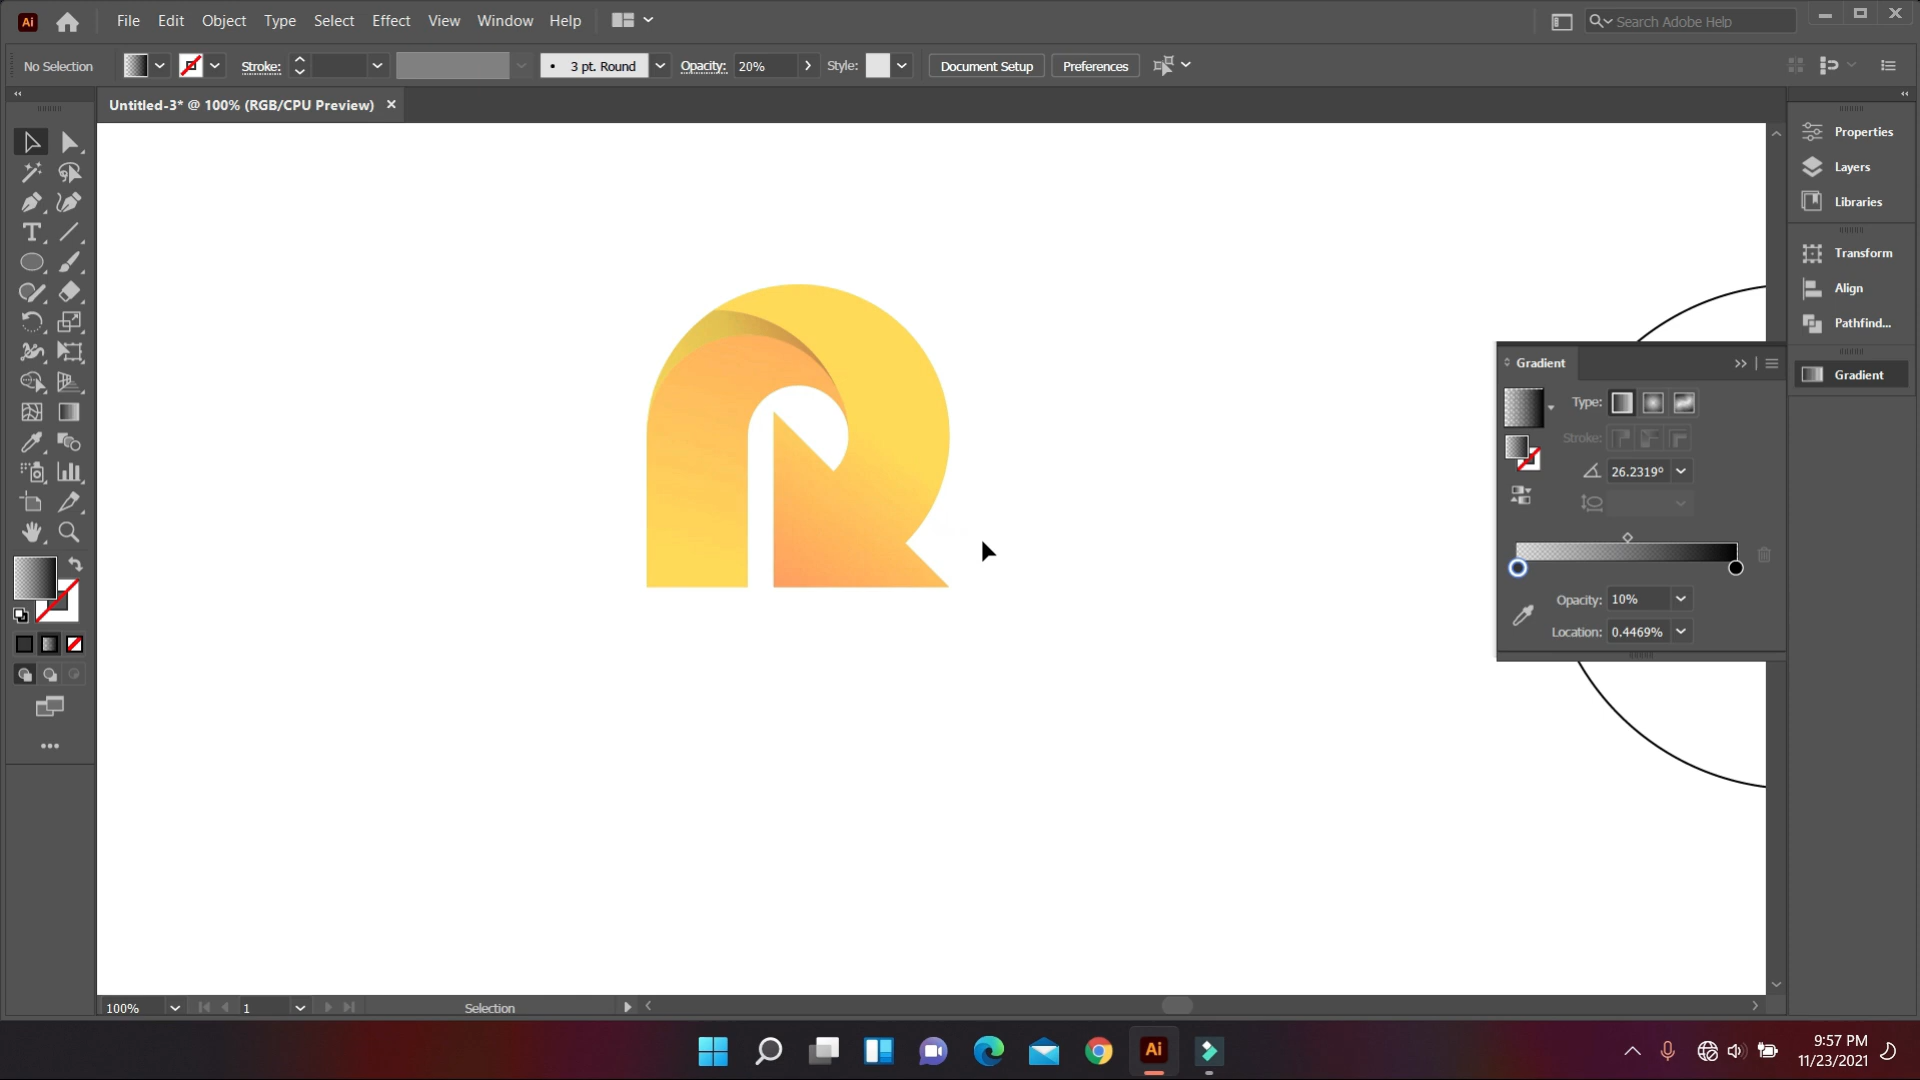 Ai File Edit Object Type Select Effect View Window Help Search Adobe Help
No Selection Stroke: 3 pt. Round Opacity: 20% Style: Document Setup Preferences
Untitled-3* @ 100% (RGB/CPU Preview)
Properties
Layers
Libraries
Transform
Align
Pathfind...
Gradient
Gradient
Type:
Stroke:
26.2319°
Opacity: 10%
Location: 0.4469%
R
100% 1 Selection
Ai
9:57 PM
11/23/2021